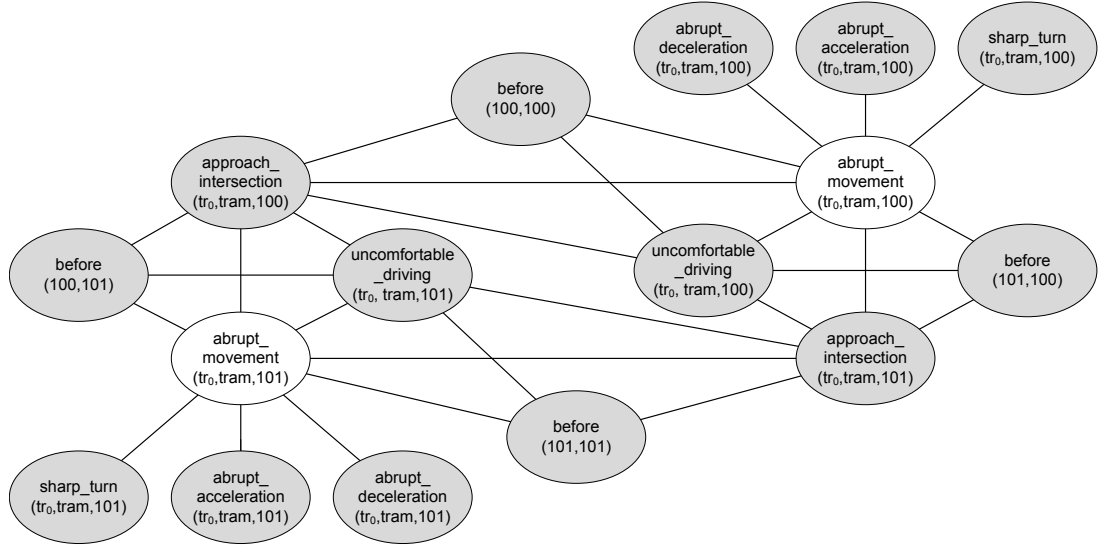 abrupt_
deceleration
(tr₀,tram,100)
abrupt_
acceleration
(tr₀,tram,100)
sharp_turn
(tr₀,tram,100)
before
(100,100)
approach_
intersection
(tr₀,tram,100)
abrupt_
movement
(tr₀,tram,100)
before
(100,101)
uncomfortable
_driving
(tr₀, tram,101)
uncomfortable
_driving
(tr₀, tram,100)
before
(101,100)
abrupt_
movement
(tr₀,tram,101)
approach_
intersection
(tr₀,tram,101)
before
(101,101)
sharp_turn
(tr₀,tram,101)
abrupt_
acceleration
(tr₀,tram,101)
abrupt_
deceleration
(tr₀,tram,101)